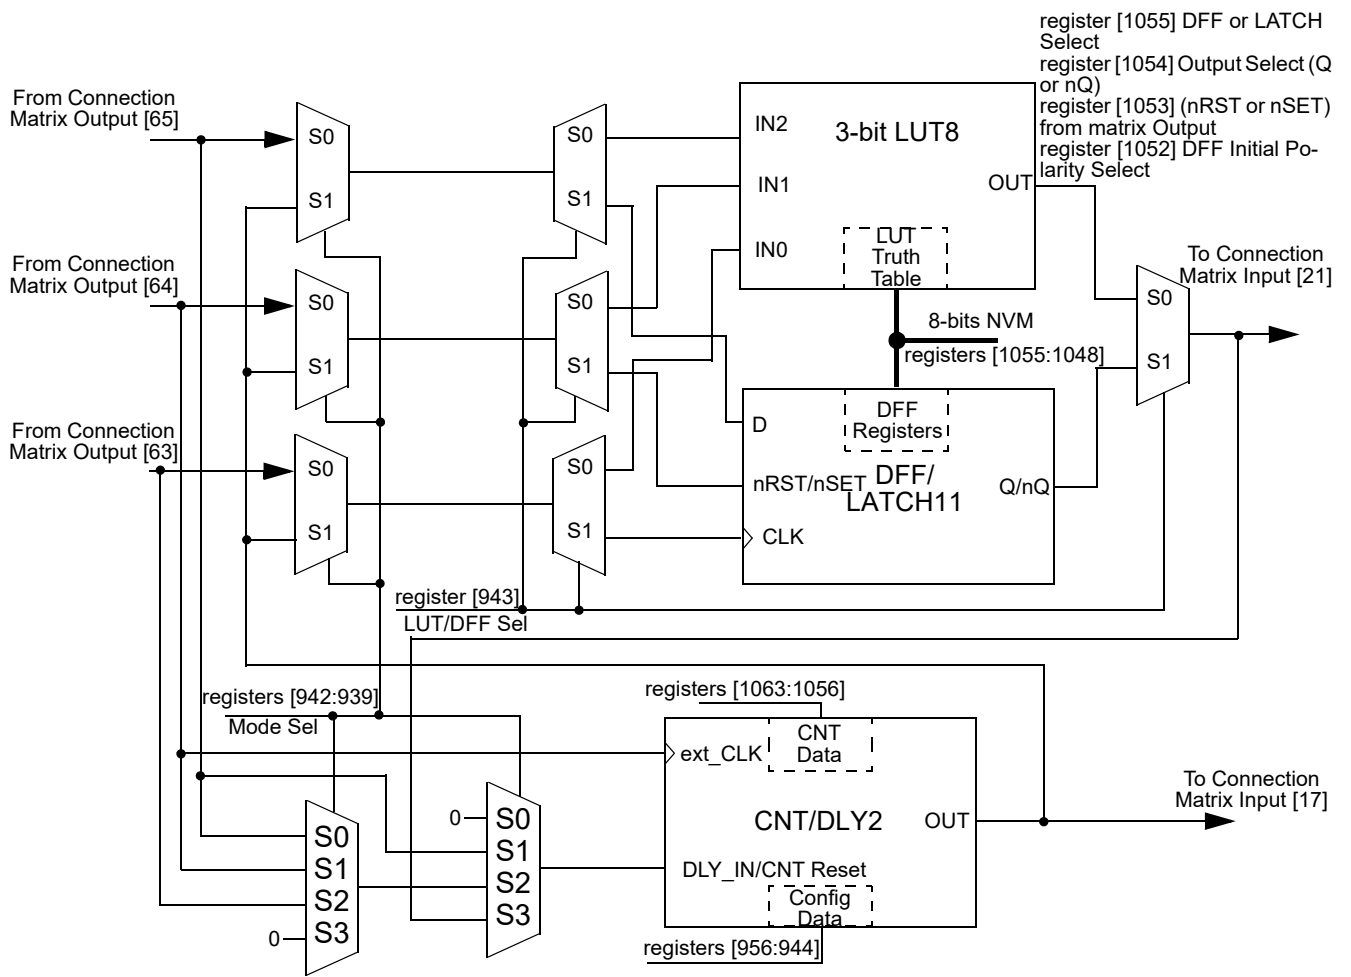 register [1055] DFF or LATCH
Select
register [1054] Output Select (Q
or nQ)
register [1053] (nRST or nSET)
from matrix Output
register [1052] DFF Initial Po-
larity Select
From Connection
Matrix Output [65]
S0
S1
S0
S1
IN2
IN1
IN0
3-bit LUT8
OUT
LUT
Truth
Table
From Connection
Matrix Output [64]
S0
S1
S0
S1
To Connection
Matrix Input [21]
S0
S1
8-bits NVM
registers [1055:1048]
From Connection
Matrix Output [63]
S0
S1
S0
S1
D
nRST/nSET
CLK
DFF
Registers
DFF/
LATCH11
Q/nQ
register [943]
LUT/DFF Sel
registers [942:939]
Mode Sel
registers [1063:1056]
CNT
Data
ext_CLK
CNT/DLY2
OUT
DLY_IN/CNT Reset
Config
Data
registers [956:944]
To Connection
Matrix Input [17]
S0
S1
S2
0
S3
0
S0
S1
S2
S3